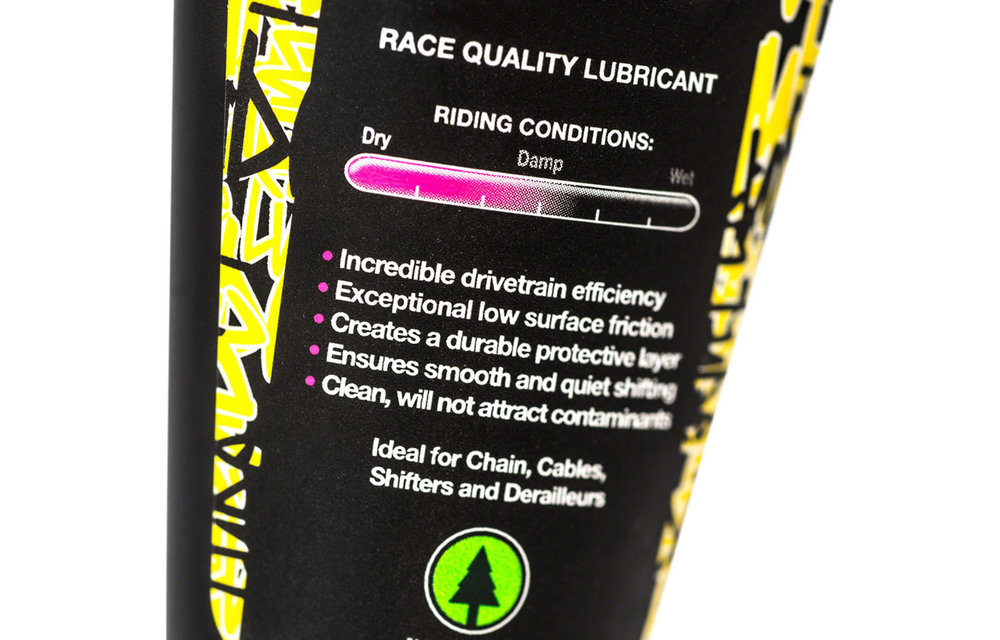 RACE QUALITY LUBRICANT
RIDING CONDITIONS:
Dry Damp Wet
• Incredible drivetrain efficiency
• Exceptional low surface friction
• Creates a durable protective layer
• Ensures smooth and quiet shifting
• Clean, will not attract contaminants
Ideal for Chain, Cables,
Shifters and Derailleurs